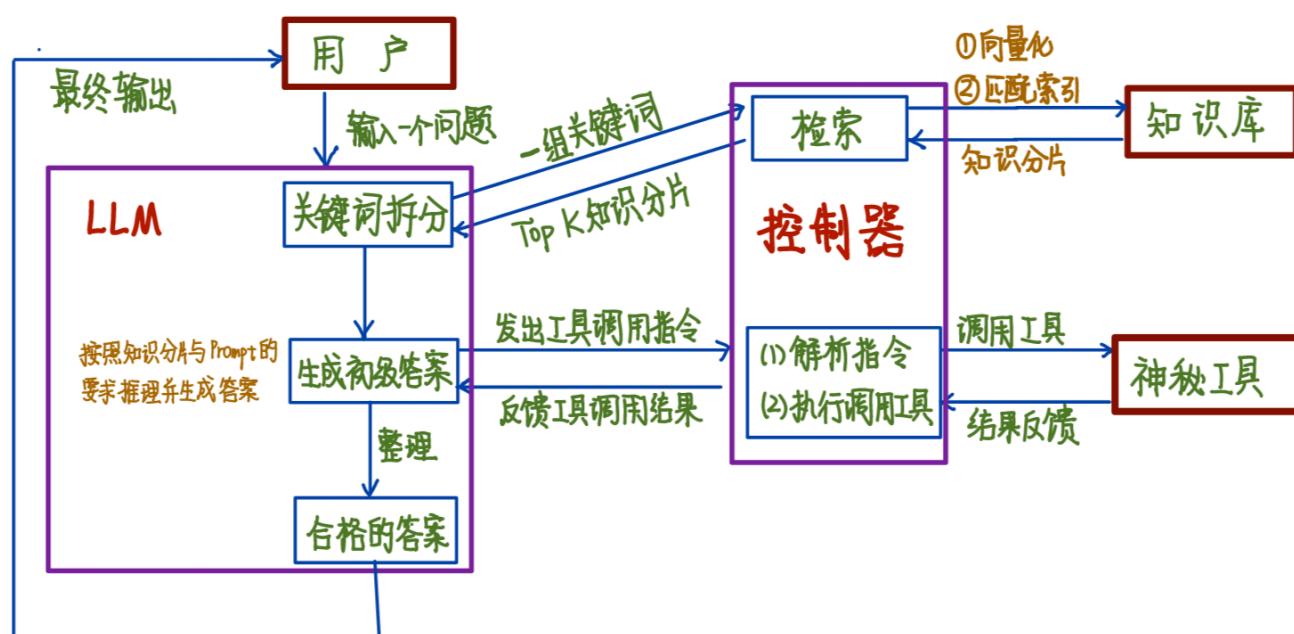 用户
最终输出
输入一个问题
一组关键词
Top K 知识分片
①向量化
②匹配索引
检索
知识库
知识分片
LLM
关键词拆分
控制器
按照知识分片与Prompt的
要求推理并生成答案
生成初级答案
发出工具调用指令
反馈工具调用结果
(1)解析指令
(2)执行调用工具
调用工具
结果反馈
神秘工具
整理
合格的答案